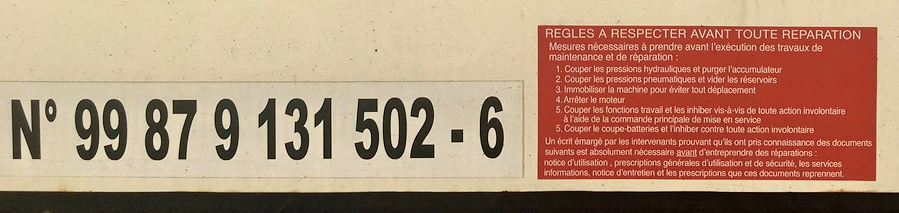 N° 99 87 9 131 502 - 6
REGLES A RESPECTER AVANT TOUTE REPARATION
Mesures nécessaires à prendre avant l'exécution des travaux de
maintenance et de réparation :
1. Couper les pressions hydrauliques et purger l'accumulateur
2. Couper les pressions pneumatiques et vider les réservoirs
3. Immobiliser la machine pour éviter tout déplacement
4. Arrêter le moteur
5. Couper les fonctions travail et les inhiber vis-à-vis de toute action involontaire
à l'aide de la commande principale de mise en service
5. Couper le coupe-batteries et l'inhiber contre toute action involontaire
Un écrit émargé par les intervenants prouvant qu'ils ont pris connaissance des documents
suivants est absolument nécessaire avant d'entreprendre des réparations :
notice d'utilisation , prescriptions générales d'utilisation et de sécurité, les services
informations, notice d'entretien et les prescriptions que ces documents reprennent.